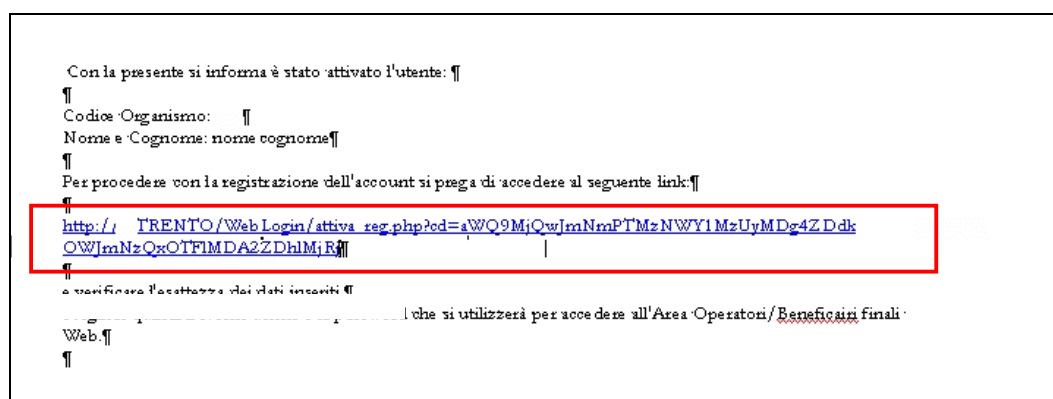 Con la presente si informa è stato attivato l'utente: ¶
¶
Codice Organismo: ¶
Nome e Cognome: nome cognome¶
¶
Per procedere con la registrazione dell'account si prega di accedere al seguente link:¶
¶
http:// TRENTO/WebLogin/attiva_reg.php?cd=aWQ9MjQwJmNmPTMzNWY1MzUyMDg4ZDdk
OWJmNzQxOTFlMDA2ZDhlMjRj¶
¶
e verificare l'esattezza dei dati inseriti ¶
che si utilizzerà per accedere all'Area Operatori/Beneficairi finali
Web.¶
¶